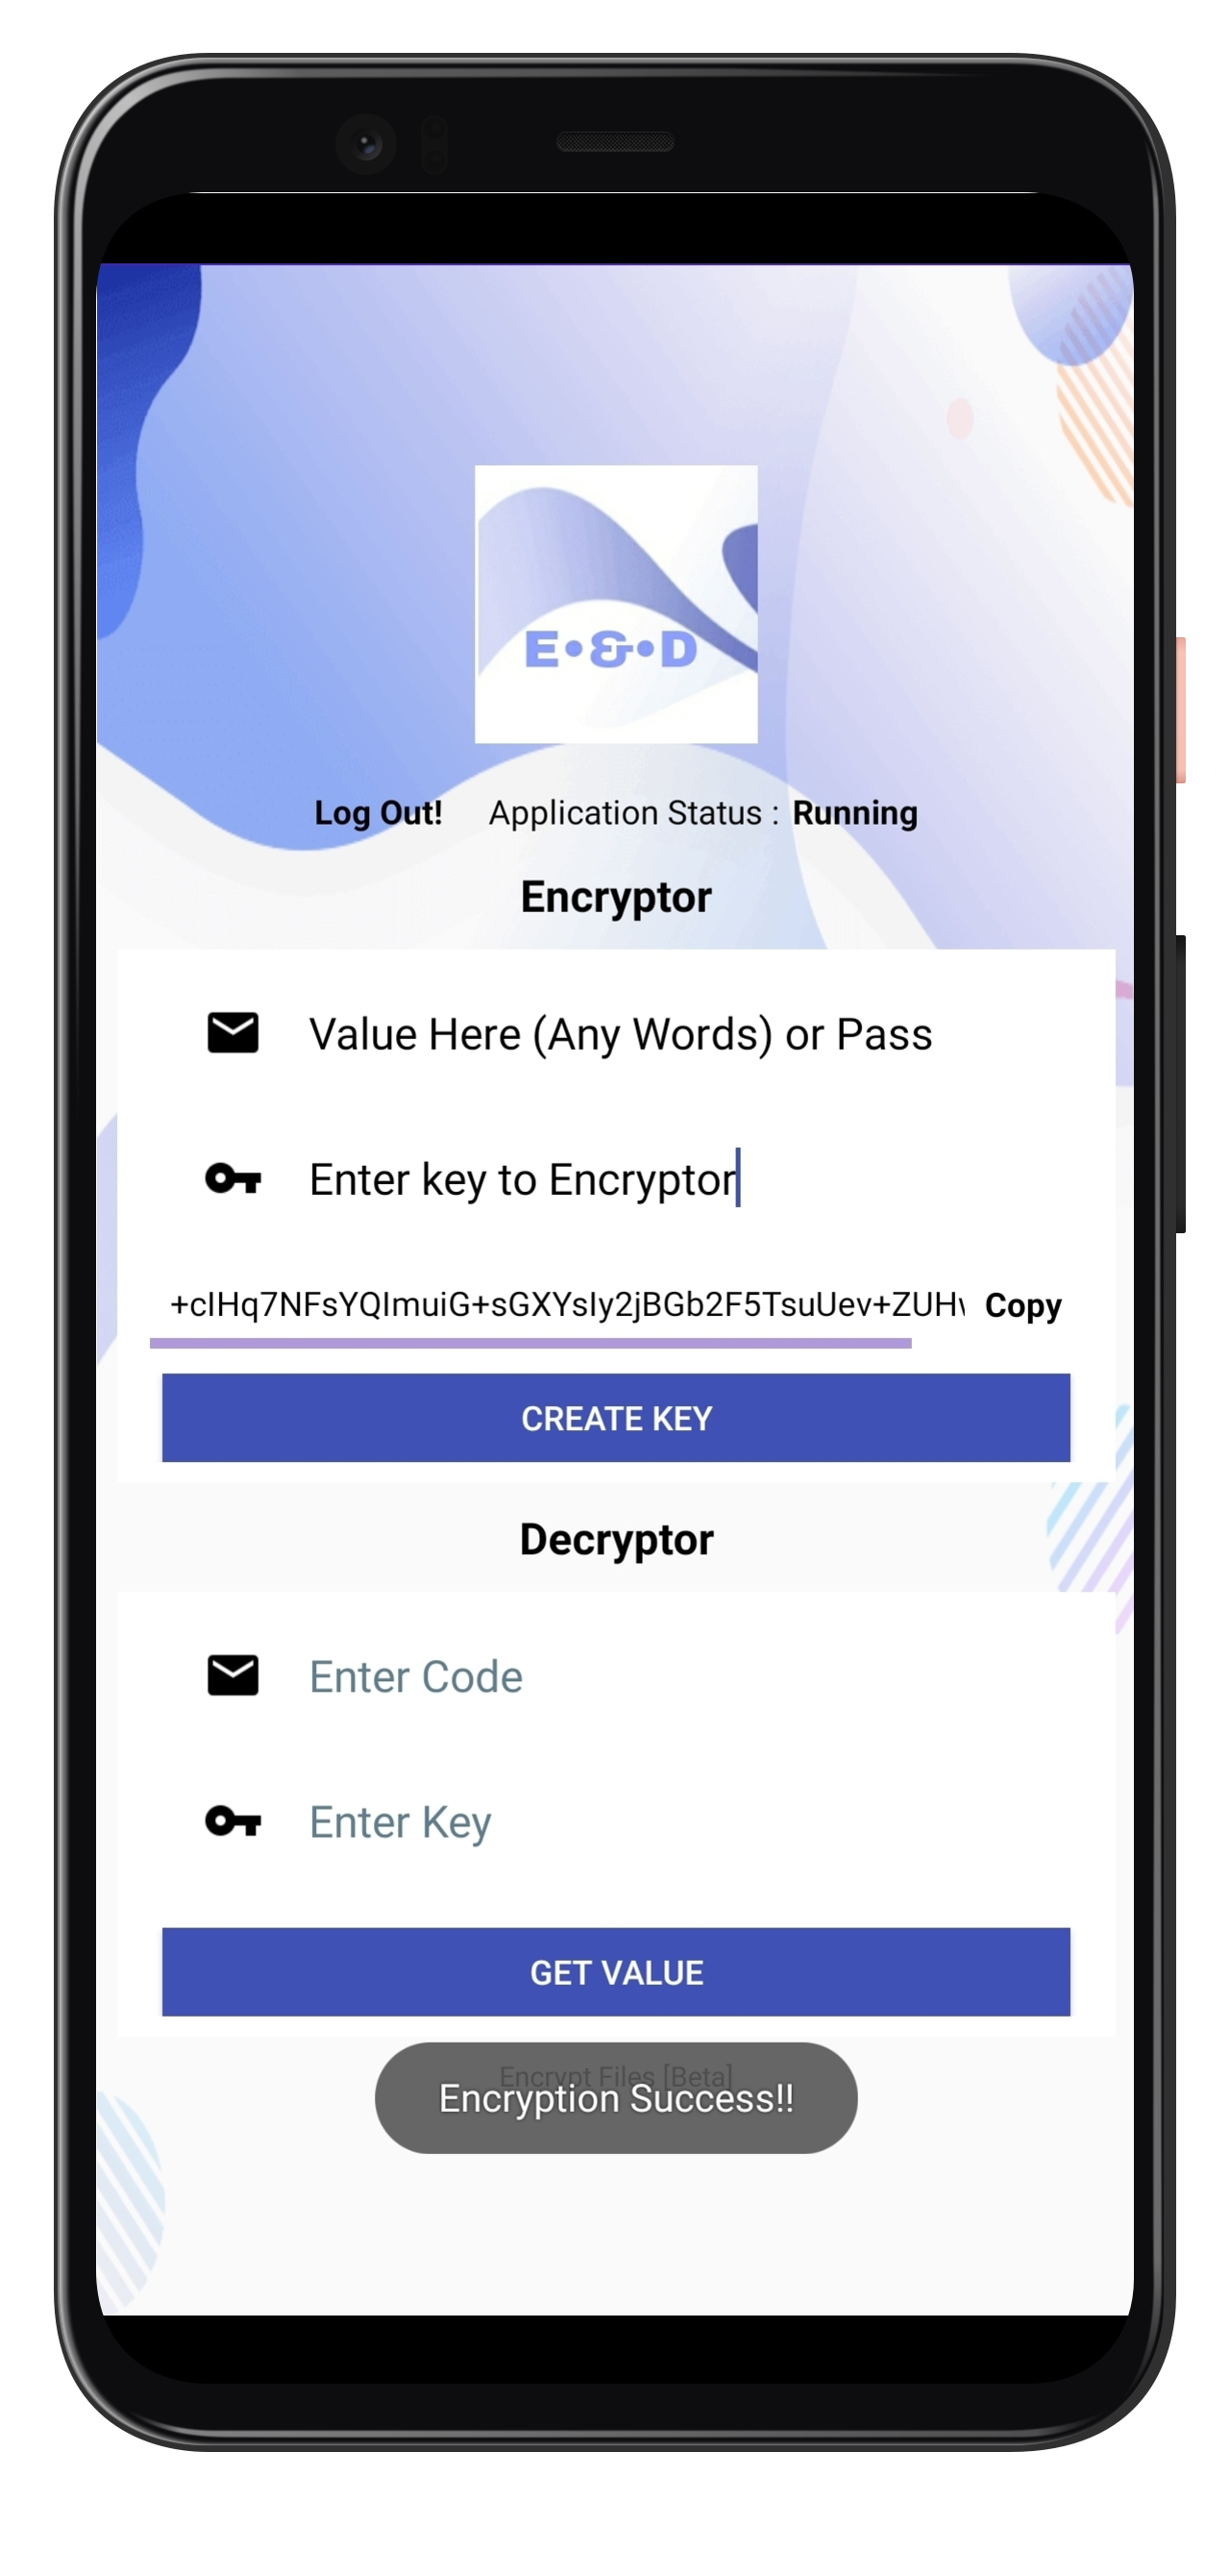 E•&•D
Log Out! Application Status : Running
Encryptor
Value Here (Any Words) or Pass
Enter key to Encryptor
+cIHq7NFsYQImuiG+sGXYsIy2jBGb2F5TsuUev+ZUH Copy
CREATE KEY
Decryptor
Enter Code
Enter Key
GET VALUE
Encrypt Files [Beta]
Encryption Success!!